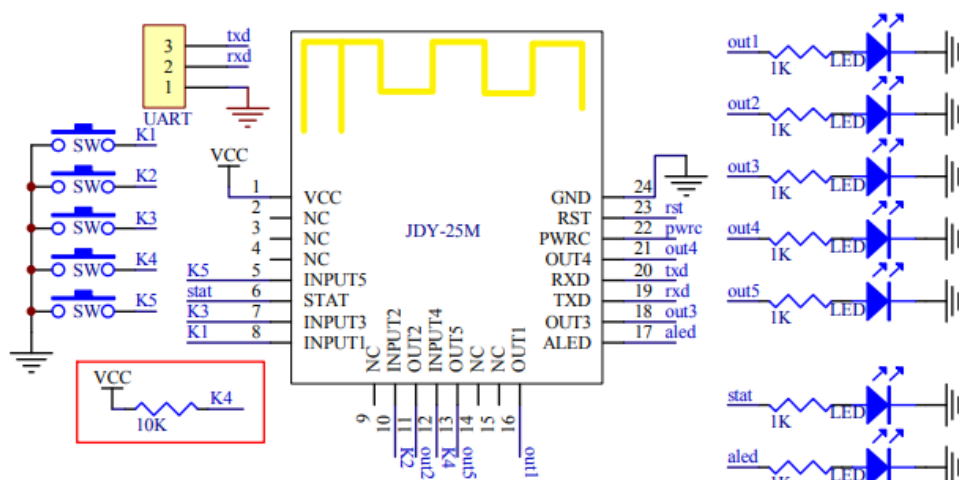 txd
rxd
3
2
1
UART
SW K1
SW K2
SW K3
SW K4
SW K5
VCC
JDY-25M
1 VCC
2 NC
3 NC
4 NC
K5 5 INPUT5
stat 6 STAT
K3 7 INPUT3
K1 8 INPUT1
GND 24
RST 23 rst
PWRC 22 pwrc
OUT4 21 out4
RXD 20 txd
TXD 19 rxd
OUT3 18 out3
ALED 17 aled
NC INPUT2 OUT2 INPUT4 OUT5 NC NC OUT1
9 10 11 12 13 14 15 16
K2 out2 K4 out5 out1
VCC
10K
K4
out1
1K LED
out2
1K LED
out3
1K LED
out4
1K LED
out5
1K LED
stat
1K LED
aled
1K LED